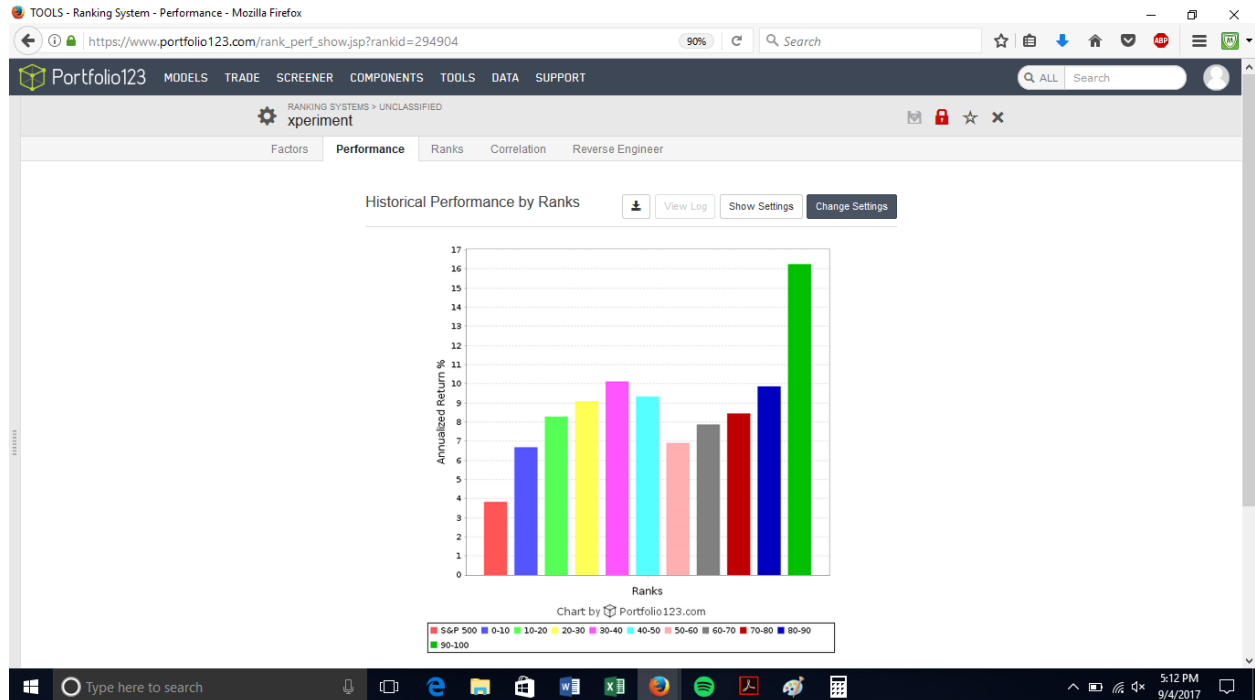 TOOLS - Ranking System - Performance - Mozilla Firefox
https://www.portfolio123.com/rank_perf_show.jsp?rankid=294904 90% Search
Portfolio123 MODELS TRADE SCREENER COMPONENTS TOOLS DATA SUPPORT ALL Search
RANKING SYSTEMS > UNCLASSIFIED
xperiment
Factors Performance Ranks Correlation Reverse Engineer
Historical Performance by Ranks View Log Show Settings Change Settings
17
16
15
14
13
12
11
10
9
8
7
6
5
4
3
2
1
0
Annualized Return %
Ranks
Chart by Portfolio123.com
S&P 500 0-10 10-20 20-30 30-40 40-50 50-60 60-70 70-80 80-90
90-100
Type here to search
5:12 PM
9/4/2017